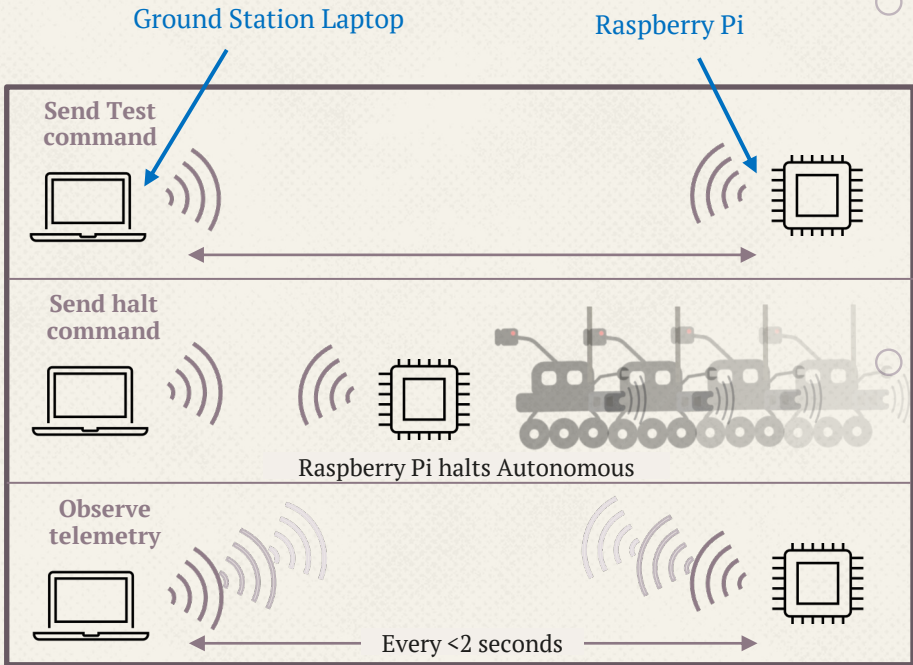 Ground Station Laptop
Raspberry Pi
Send Test
command
Send halt
command
Raspberry Pi halts Autonomous
Observe
telemetry
Every <2 seconds